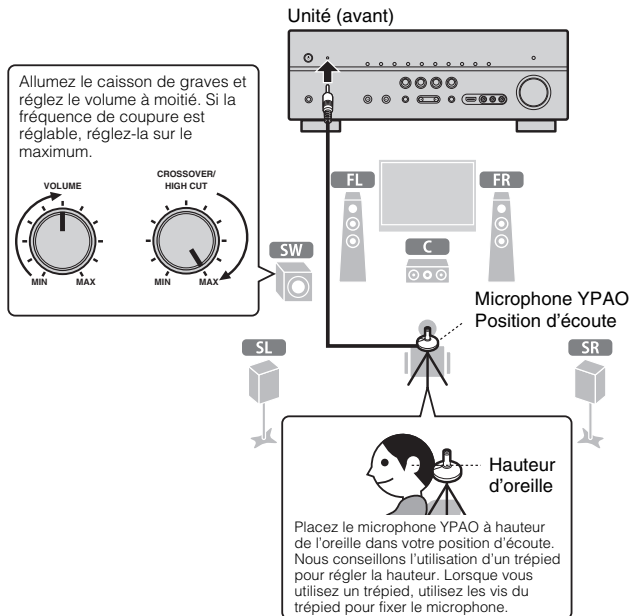 Unité (avant)
Allumez le caisson de graves et
réglez le volume à moitié. Si la
fréquence de coupure est
réglable, réglez-la sur le
maximum.
VOLUME
CROSSOVER/
HIGH CUT
MIN MAX
MIN MAX
FL
FR
C
SW
Microphone YPAO
Position d'écoute
SL
SR
Hauteur
d'oreille
Placez le microphone YPAO à hauteur
de l'oreille dans votre position d'écoute.
Nous conseillons l'utilisation d'un trépied
pour régler la hauteur. Lorsque vous
utilisez un trépied, utilisez les vis du
trépied pour fixer le microphone.